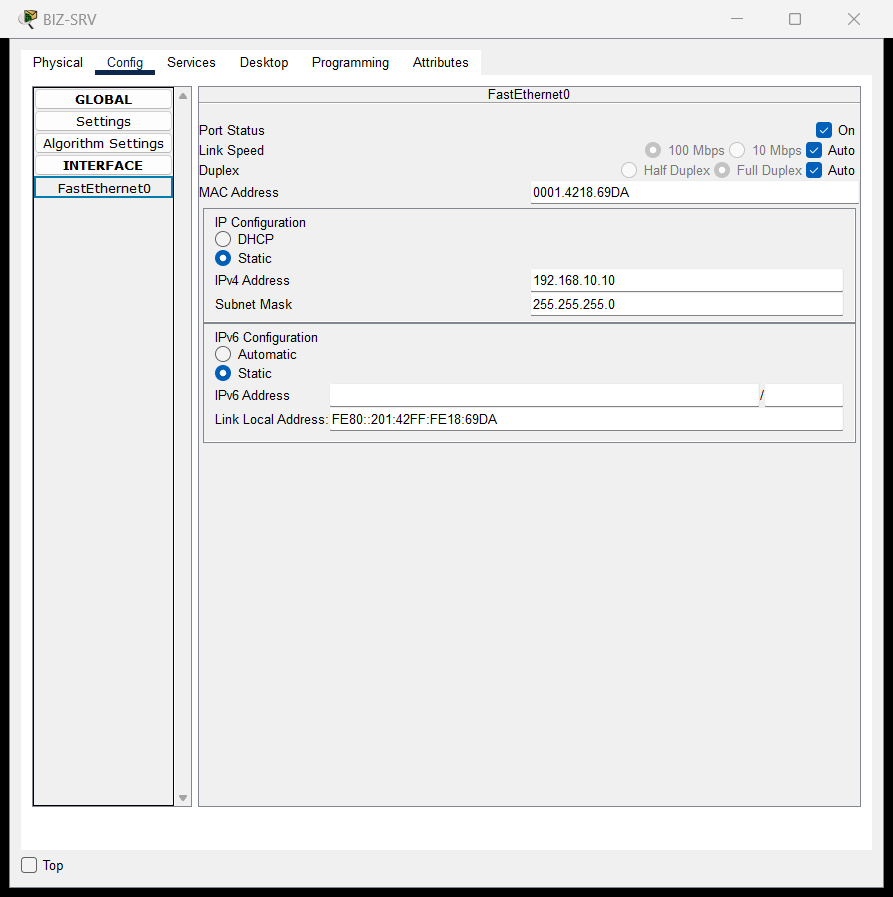 BIZ-SRV
Physical Config Services Desktop Programming Attributes
GLOBAL
Settings
Algorithm Settings
INTERFACE
FastEthernet0
FastEthernet0
Port Status On
Link Speed 100 Mbps 10 Mbps Auto
Duplex Half Duplex Full Duplex Auto
MAC Address 0001.4218.69DA
IP Configuration
DHCP
Static
IPv4 Address 192.168.10.10
Subnet Mask 255.255.255.0
IPv6 Configuration
Automatic
Static
IPv6 Address /
Link Local Address: FE80::201:42FF:FE18:69DA
Top